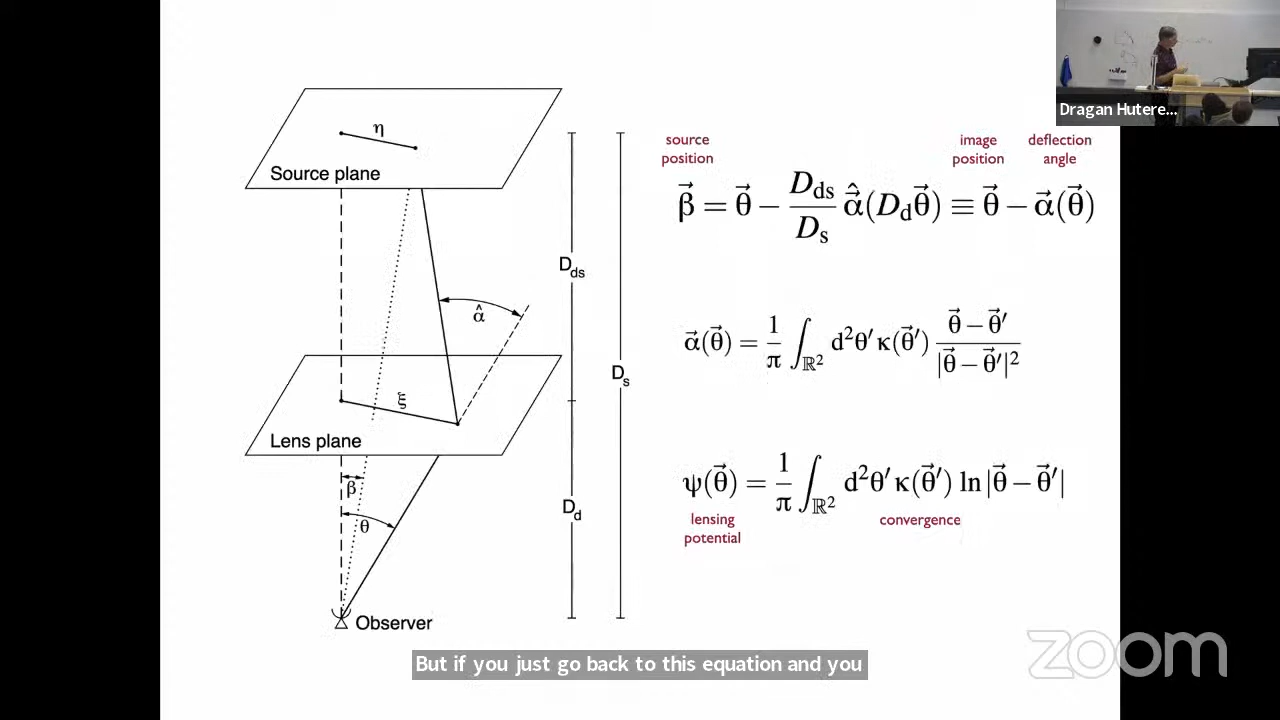 Dragan Hutere...
η
Source plane
D_ds
α̂
D_s
ξ
Lens plane
β
θ
D_d
Observer
source position
image position
deflection angle
β⃗ = θ⃗ − D_ds/D_s α̂⃗(D_d θ⃗) ≡ θ⃗ − α⃗(θ⃗)
α⃗(θ⃗) = 1/π ∫_ℝ² d²θ′ κ(θ⃗′) (θ⃗ − θ⃗′)/|θ⃗ − θ⃗′|²
ψ(θ⃗) = 1/π ∫_ℝ² d²θ′ κ(θ⃗′) ln|θ⃗ − θ⃗′|
lensing potential
convergence
But if you just go back to this equation and you
zoom